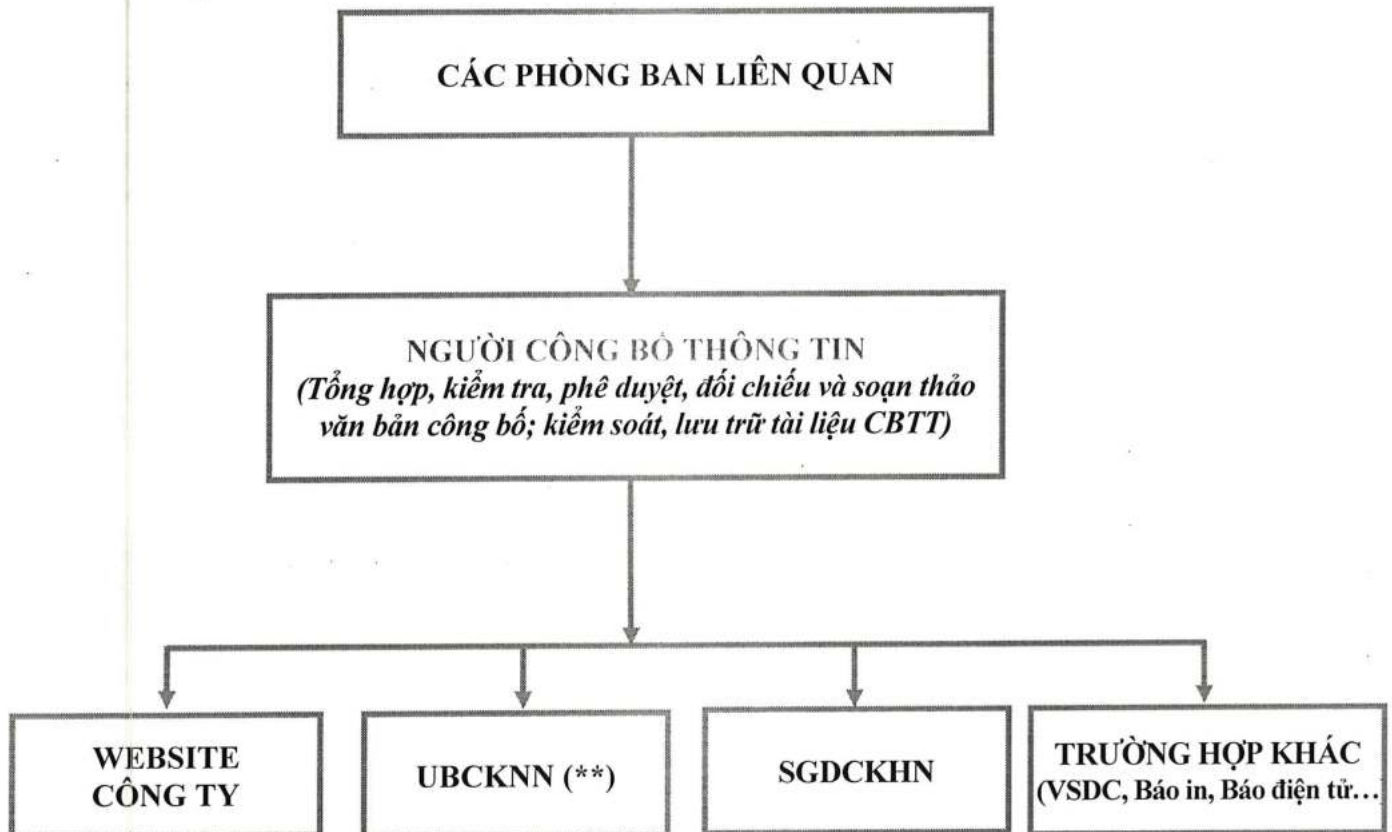 CÁC PHÒNG BAN LIÊN QUAN
NGƯỜI CÔNG BỐ THÔNG TIN
(Tổng hợp, kiểm tra, phê duyệt, đối chiếu và soạn thảo
văn bản công bố; kiểm soát, lưu trữ tài liệu CBTT)
WEBSITE
CÔNG TY
UBCKNN (**)
SGDCKHN
TRƯỜNG HỢP KHÁC
(VSDC, Báo in, Báo điện tử…